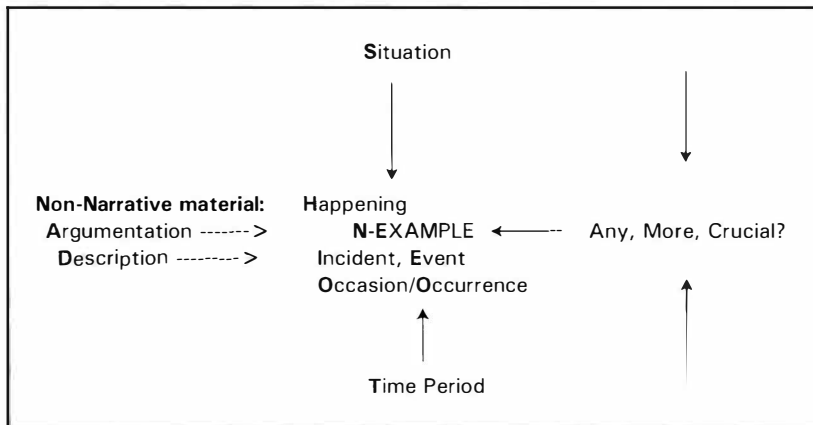 Situation
Non-Narrative material: Happening
Argumentation -------> N-EXAMPLE <-- Any, More, Crucial?
Description ---------> Incident, Event
Occasion/Occurrence
Time Period